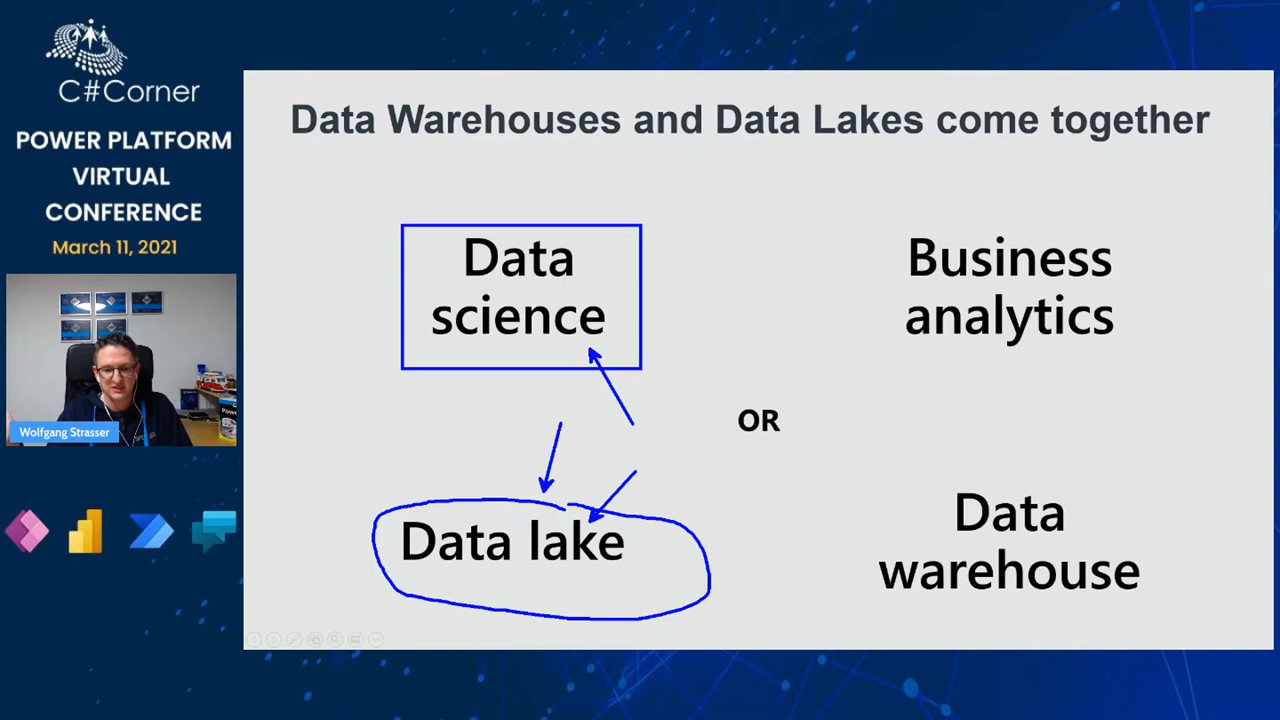 C#Corner
POWER PLATFORM
VIRTUAL
CONFERENCE
March 11, 2021
Wolfgang Strasser
Data Warehouses and Data Lakes come together
Data
science
Business
analytics
OR
Data lake
Data
warehouse